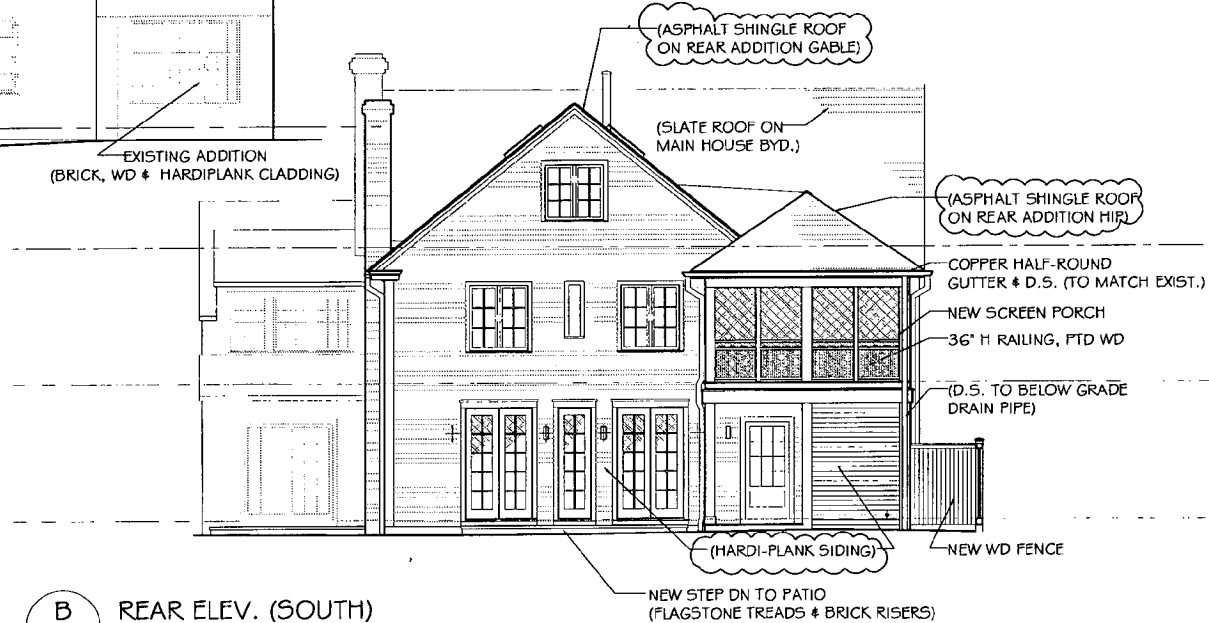 (ASPHALT SHINGLE ROOF
ON REAR ADDITION GABLE)
(SLATE ROOF ON
MAIN HOUSE BYD.)
EXISTING ADDITION
(BRICK, WD & HARDIPLANK CLADDING)
(ASPHALT SHINGLE ROOF
ON REAR ADDITION HIP)
COPPER HALF-ROUND
GUTTER & D.S. (TO MATCH EXIST.)
NEW SCREEN PORCH
36" H RAILING, PTD WD
(D.S. TO BELOW GRADE
DRAIN PIPE)
(HARDI-PLANK SIDING)
NEW WD FENCE
NEW STEP DN TO PATIO
(FLAGSTONE TREADS & BRICK RISERS)
B REAR ELEV. (SOUTH)